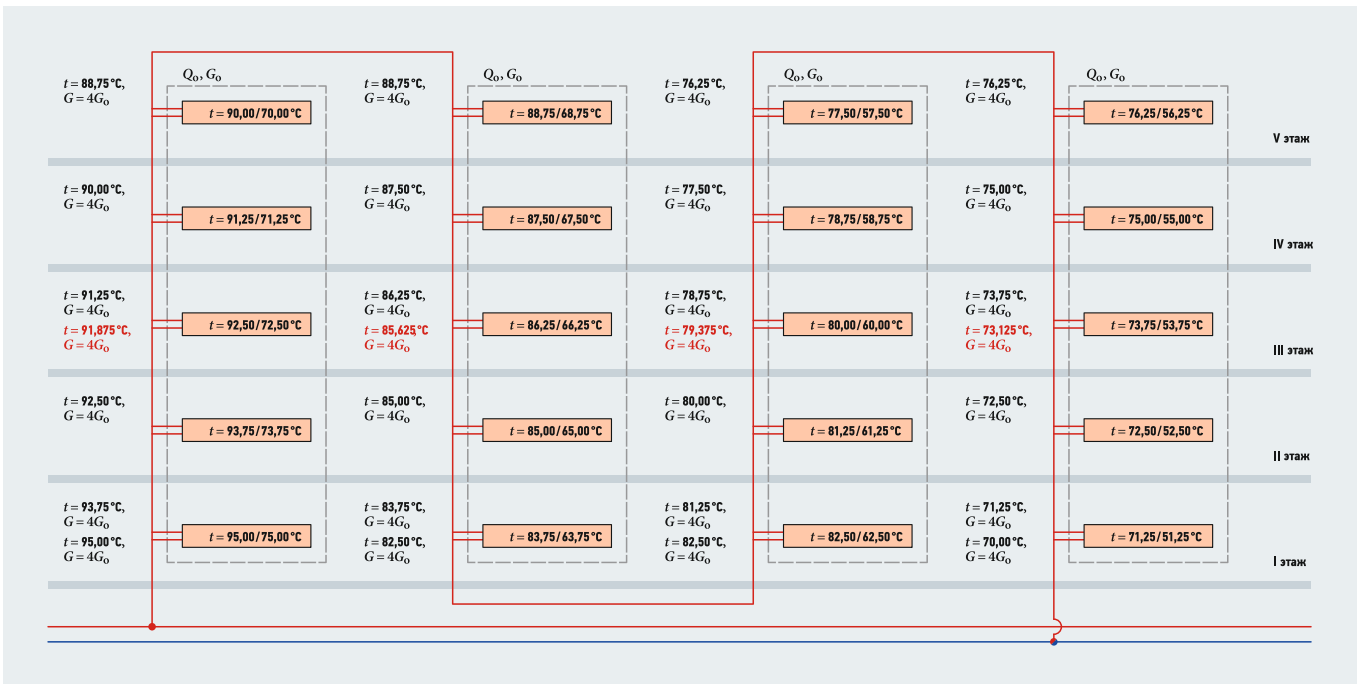 t = 88,75 °C,
G = 4G₀
Q₀, G₀
t = 90,00/70,00 °C
t = 88,75 °C,
G = 4G₀
Q₀, G₀
t = 88,75/68,75 °C
t = 76,25 °C,
G = 4G₀
Q₀, G₀
t = 77,50/57,50 °C
t = 76,25 °C,
G = 4G₀
Q₀, G₀
t = 76,25/56,25 °C
V этаж
t = 90,00 °C,
G = 4G₀
t = 91,25/71,25 °C
t = 87,50 °C,
G = 4G₀
t = 87,50/67,50 °C
t = 77,50 °C,
G = 4G₀
t = 78,75/58,75 °C
t = 75,00 °C,
G = 4G₀
t = 75,00/55,00 °C
IV этаж
t = 91,25 °C,
G = 4G₀
t = 91,875 °C,
G = 4G₀
t = 92,50/72,50 °C
t = 86,25 °C,
G = 4G₀
t = 85,625 °C
G = 4G₀
t = 86,25/66,25 °C
t = 78,75 °C,
G = 4G₀
t = 79,375 °C,
G = 4G₀
t = 80,00/60,00 °C
t = 73,75 °C,
G = 4G₀
t = 73,125 °C,
G = 4G₀
t = 73,75/53,75 °C
III этаж
t = 92,50 °C,
G = 4G₀
t = 93,75/73,75 °C
t = 85,00 °C,
G = 4G₀
t = 85,00/65,00 °C
t = 80,00 °C,
G = 4G₀
t = 81,25/61,25 °C
t = 72,50 °C,
G = 4G₀
t = 72,50/52,50 °C
II этаж
t = 93,75 °C,
G = 4G₀
t = 95,00 °C,
G = 4G₀
t = 95,00/75,00 °C
t = 83,75 °C,
G = 4G₀
t = 82,50 °C,
G = 4G₀
t = 83,75/63,75 °C
t = 81,25 °C,
G = 4G₀
t = 82,50 °C,
G = 4G₀
t = 82,50/62,50 °C
t = 71,25 °C,
G = 4G₀
t = 70,00 °C,
G = 4G₀
t = 71,25/51,25 °C
I этаж